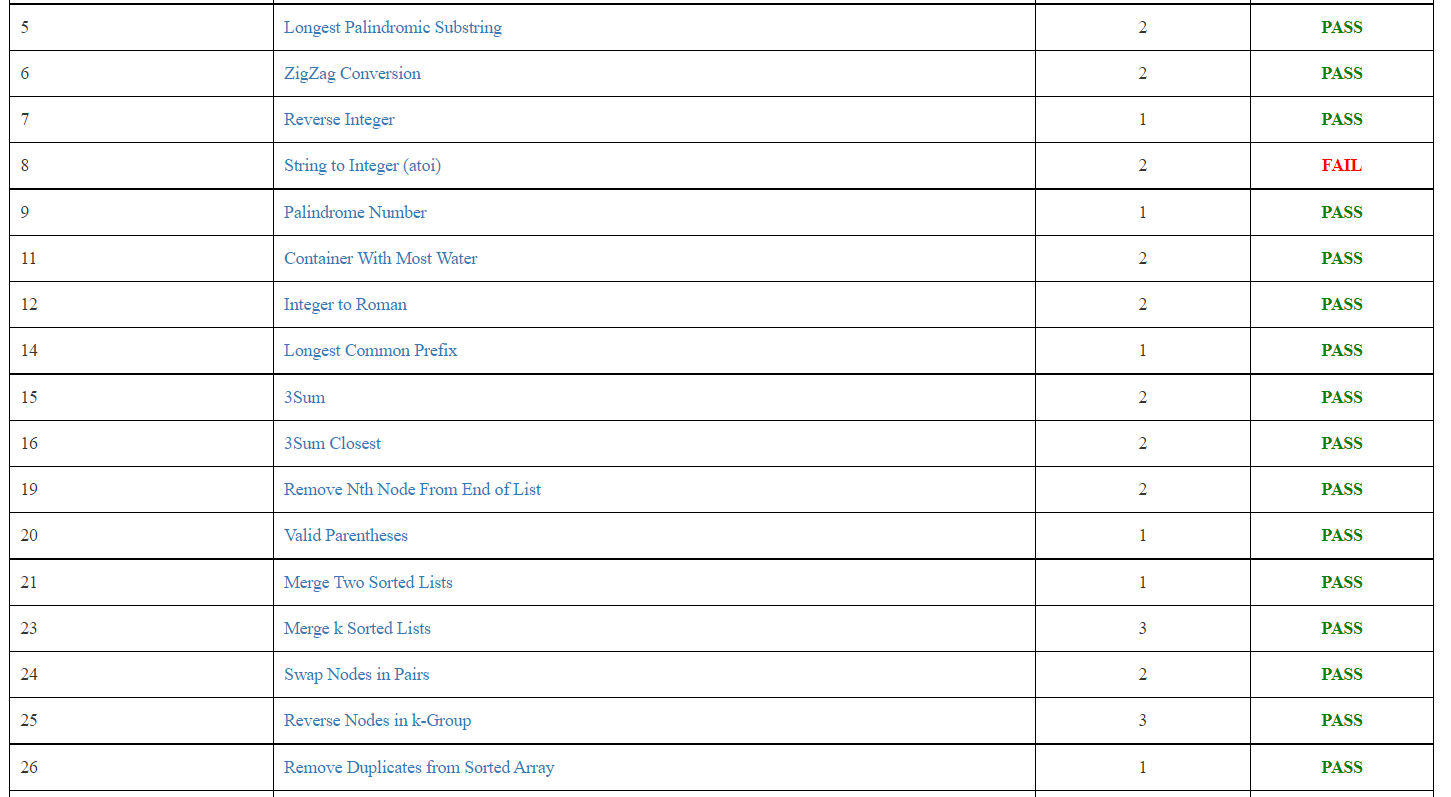 5 Longest Palindromic Substring 2 PASS
6 ZigZag Conversion 2 PASS
7 Reverse Integer 1 PASS
8 String to Integer (atoi) 2 FAIL
9 Palindrome Number 1 PASS
11 Container With Most Water 2 PASS
12 Integer to Roman 2 PASS
14 Longest Common Prefix 1 PASS
15 3Sum 2 PASS
16 3Sum Closest 2 PASS
19 Remove Nth Node From End of List 2 PASS
20 Valid Parentheses 1 PASS
21 Merge Two Sorted Lists 1 PASS
23 Merge k Sorted Lists 3 PASS
24 Swap Nodes in Pairs 2 PASS
25 Reverse Nodes in k-Group 3 PASS
26 Remove Duplicates from Sorted Array 1 PASS